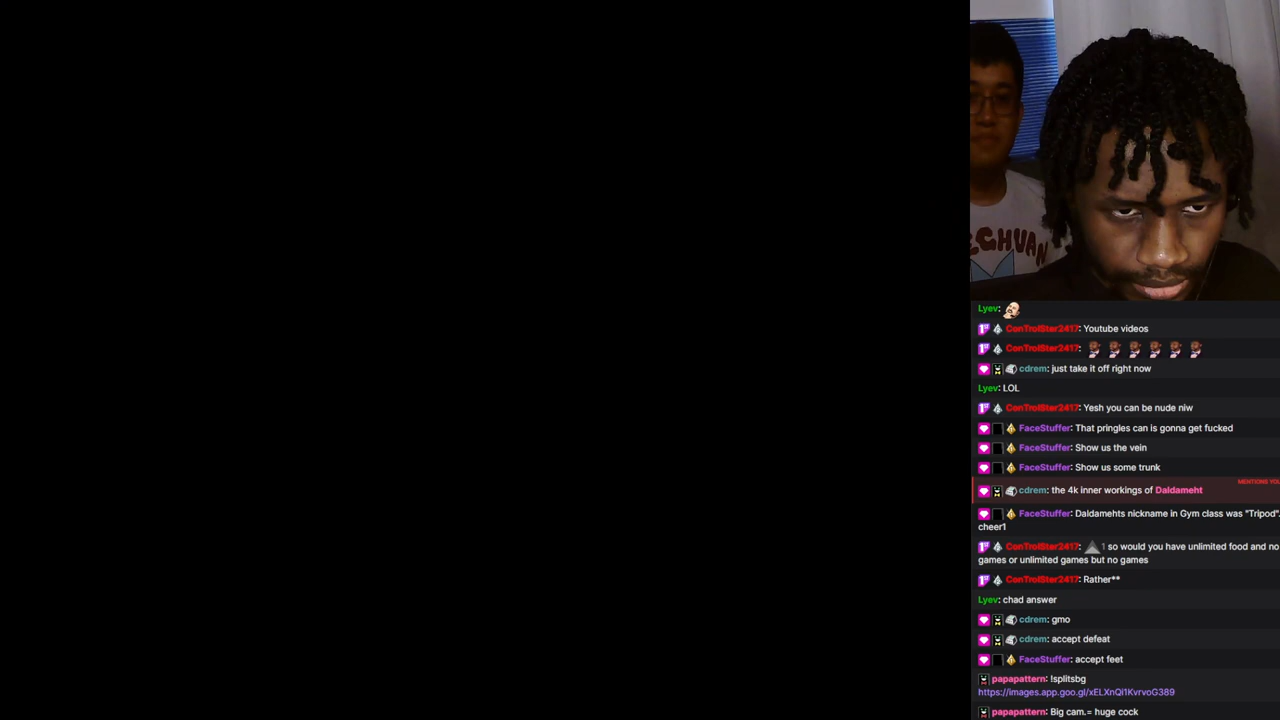 EGHUAN
Lyev:
ConTrolSter2417: Youtube videos
ConTrolSter2417:
cdrem: just take it off right now
Lyev: LOL
ConTrolSter2417: Yesh you can be nude niw
FaceStuffer: That pringles can is gonna get fucked
FaceStuffer: Show us the vein
FaceStuffer: Show us some trunk
MENTIONS YOU
cdrem: the 4k inner workings of Daldameht
FaceStuffer: Daldamehts nickname in Gym class was "Tripod".
cheer1
ConTrolSter2417: 1 so would you have unlimited food and no
games or unlimited games but no games
ConTrolSter2417: Rather**
Lyev: chad answer
cdrem: gmo
cdrem: accept defeat
FaceStuffer: accept feet
papapattern: !splitsbg
https://images.app.goo.gl/xELXnQi1KvrvoG389
papapattern: Big cam.= huge cock